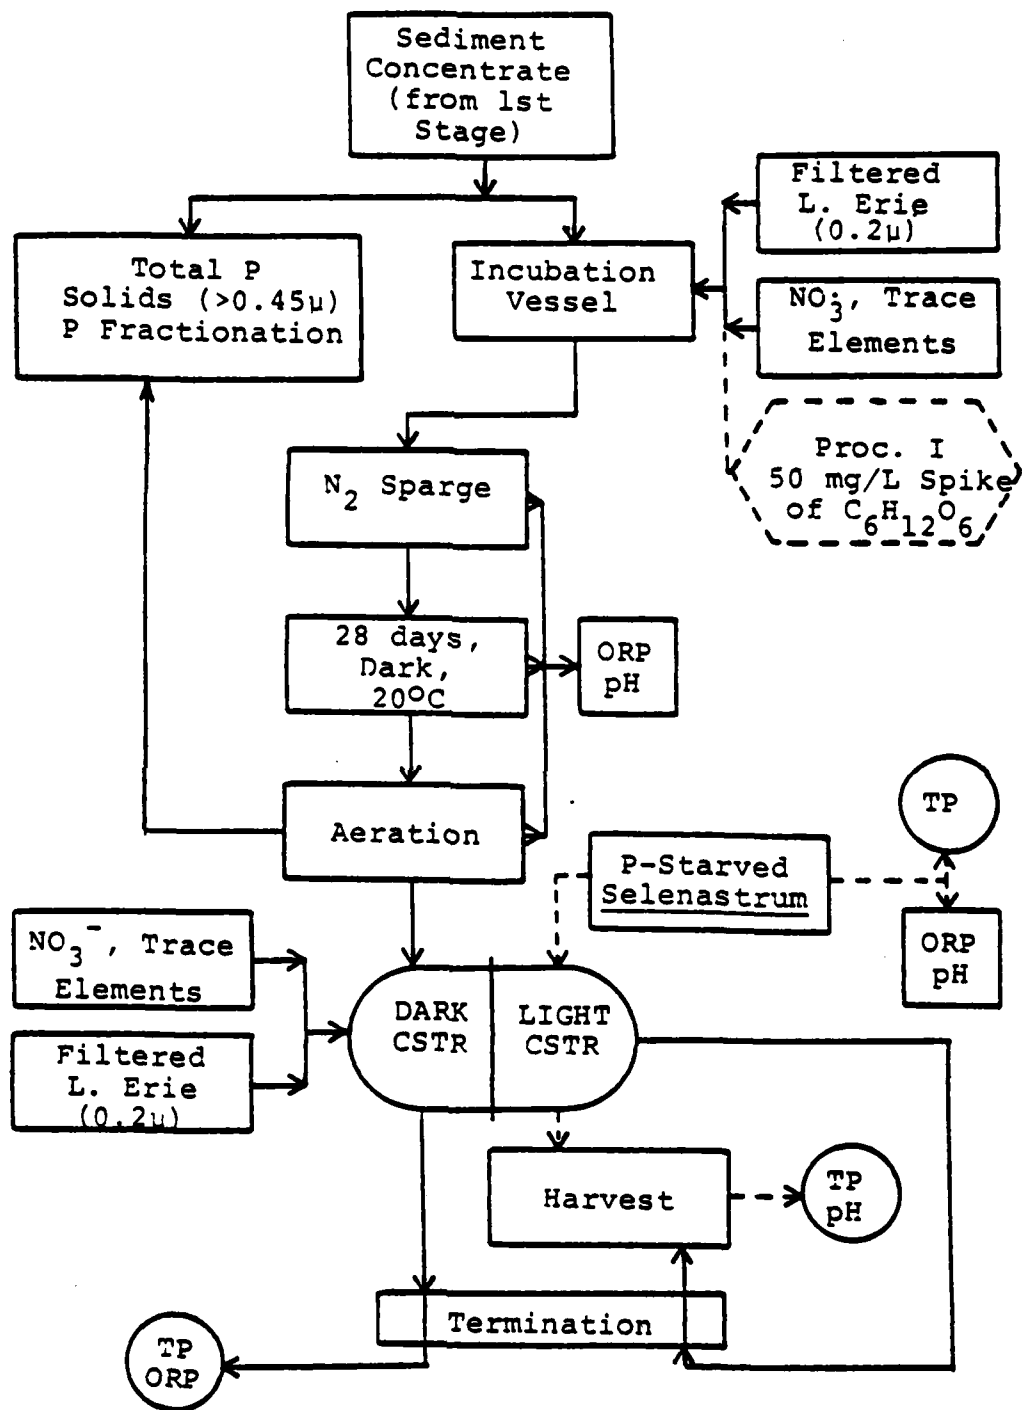 Sediment
Concentrate
(from 1st
Stage)
Filtered
L. Erie
(0.2µ)
Total P
Solids (>0.45µ)
P Fractionation
Incubation
Vessel
NO₃⁻, Trace
Elements
Proc. I
50 mg/L Spike
of C₆H₁₂O₆
N₂ Sparge
28 days,
Dark,
20°C
ORP
pH
Aeration
TP
P-Starved
Selenastrum
ORP
pH
NO₃⁻, Trace
Elements
DARK
CSTR
LIGHT
CSTR
Filtered
L. Erie
(0.2µ)
Harvest
TP
pH
Termination
TP
ORP